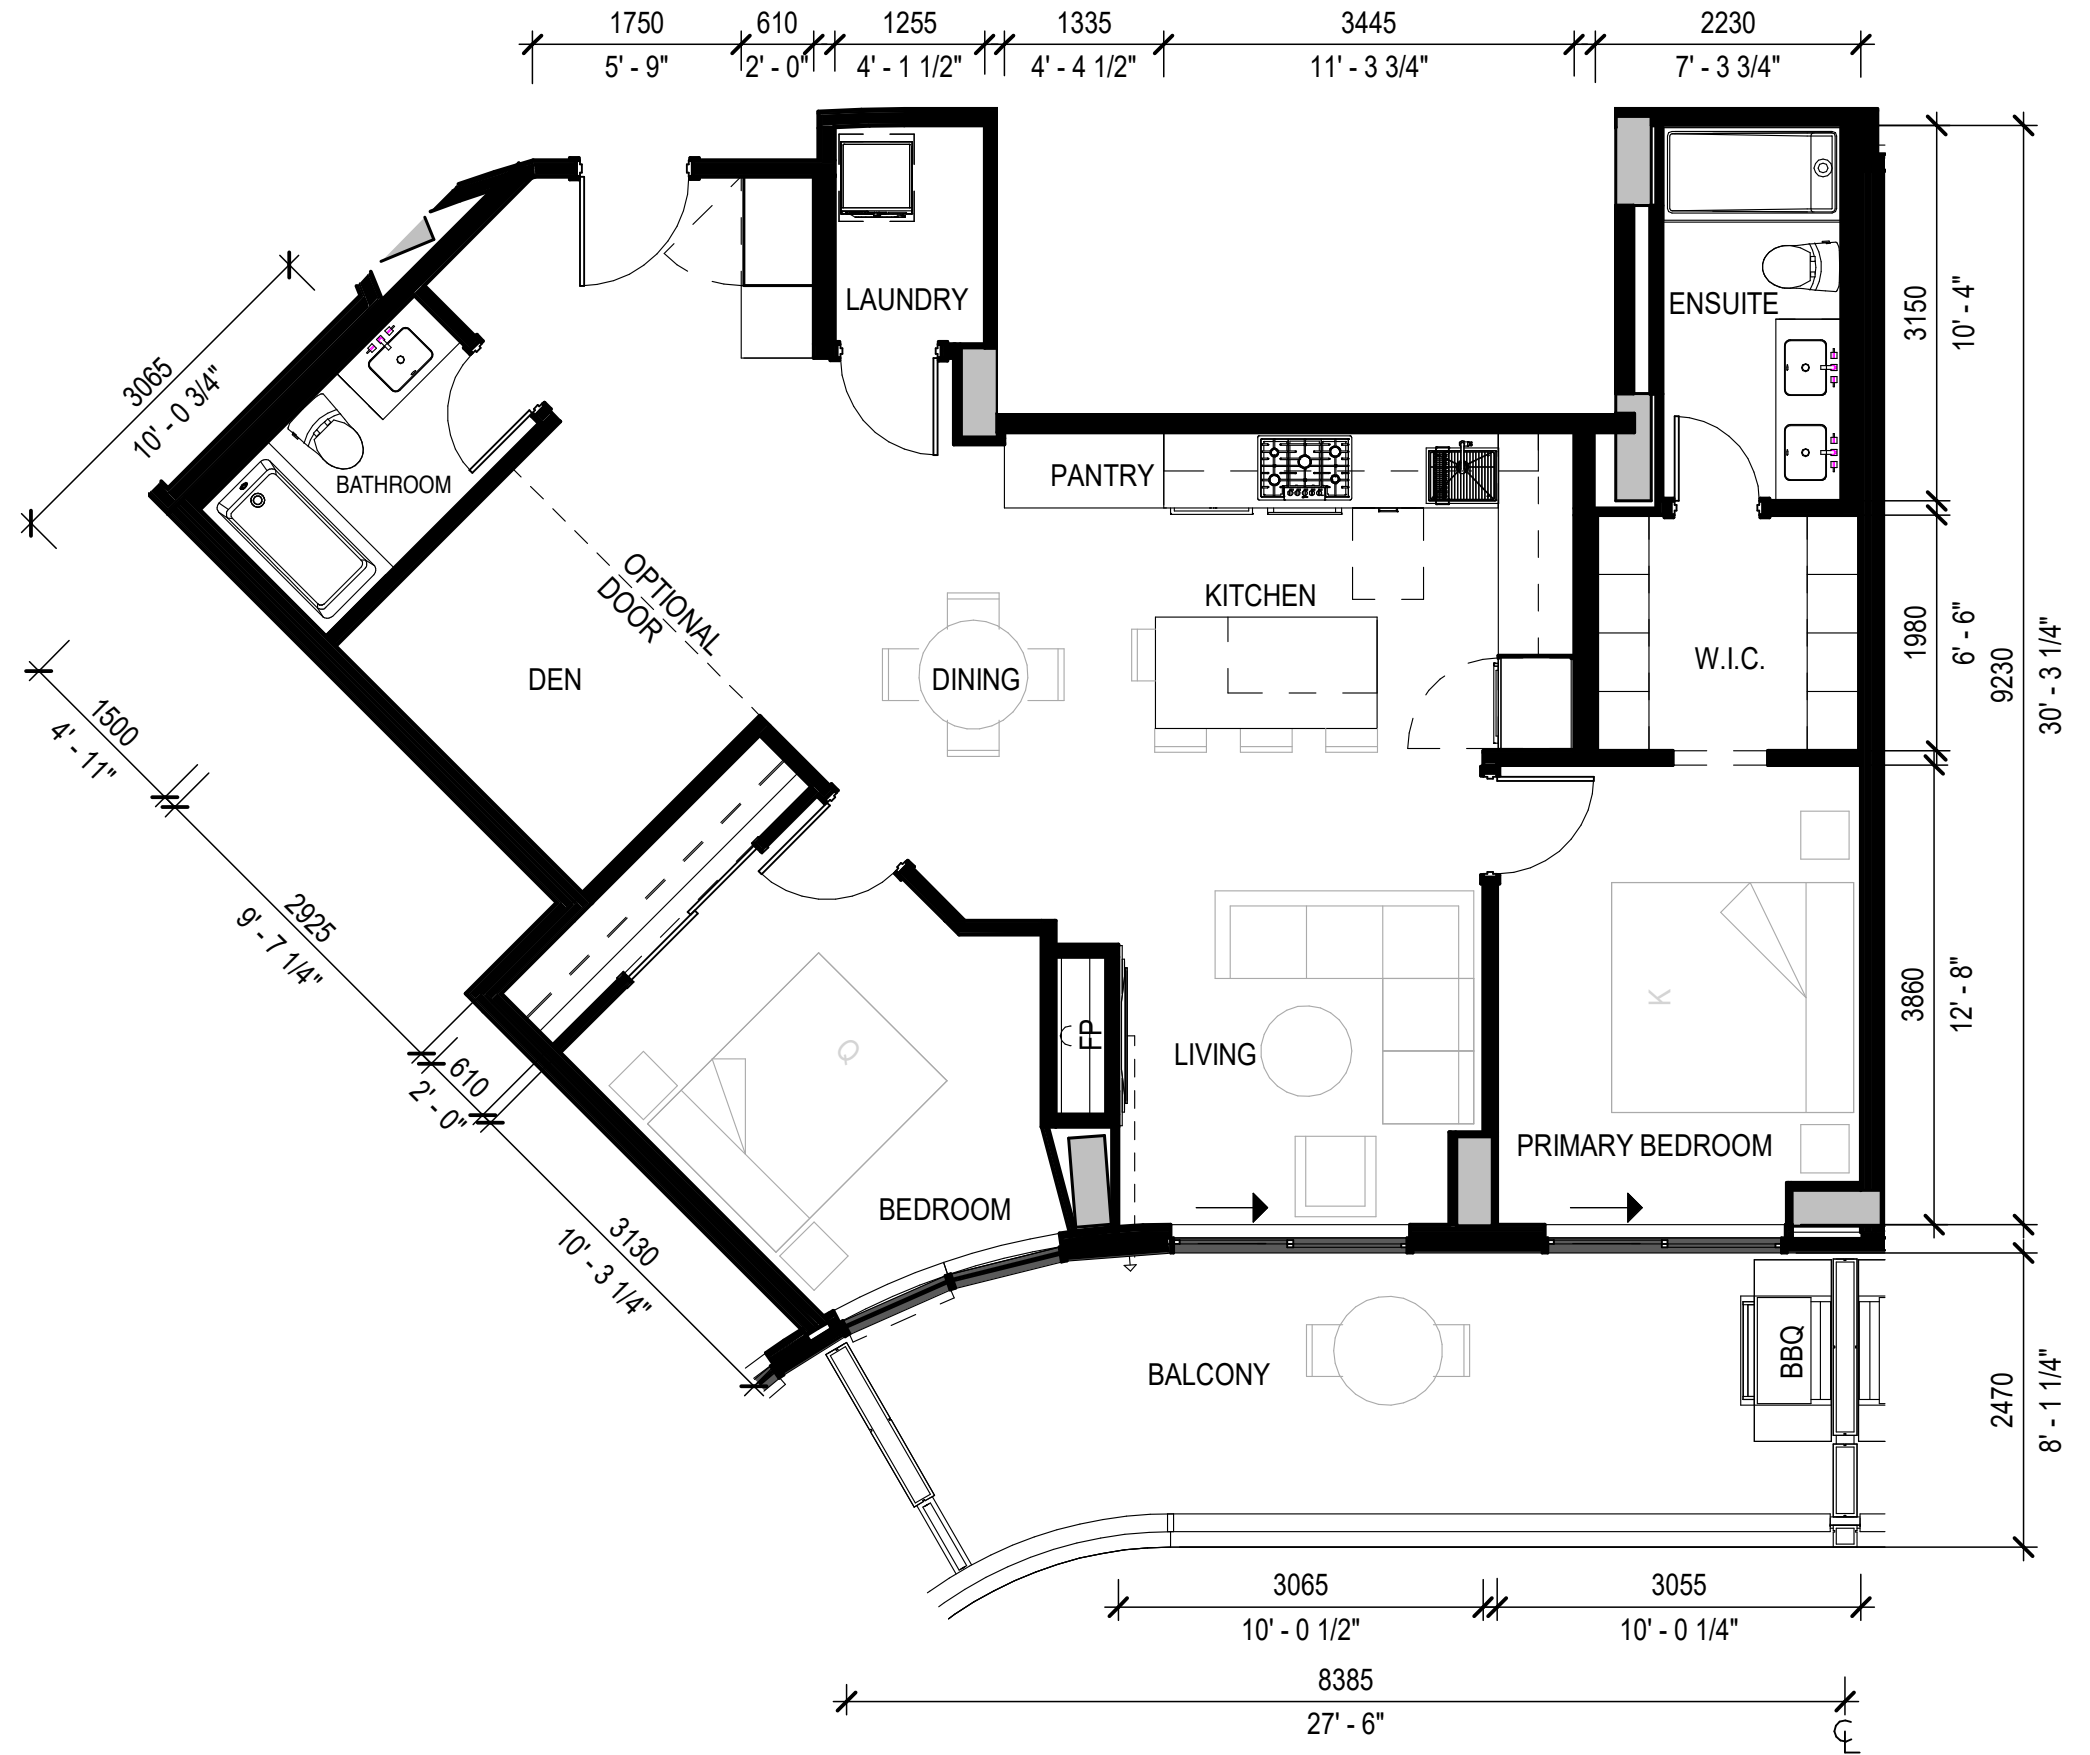 1750
610
1255
1335
3445
2230
5' - 9"
2' - 0"
4' - 1 1/2"
4' - 4 1/2"
11' - 3 3/4"
7' - 3 3/4"
LAUNDRY
ENSUITE
3150
10' - 4"
3065
10' - 0 3/4"
BATHROOM
PANTRY
OPTIONAL
DOOR
KITCHEN
DEN
DINING
W.I.C.
1980
6' - 6"
9230
30' - 3 1/4"
1500
4' - 11"
2925
9' - 7 1/4"
K
3860
12' - 8"
Q
FP
LIVING
610
2' - 0"
PRIMARY BEDROOM
BEDROOM
3130
10' - 3 1/4"
BALCONY
BBQ
2470
8' - 1 1/4"
3065
3055
10' - 0 1/2"
10' - 0 1/4"
8385
27' - 6"
℄